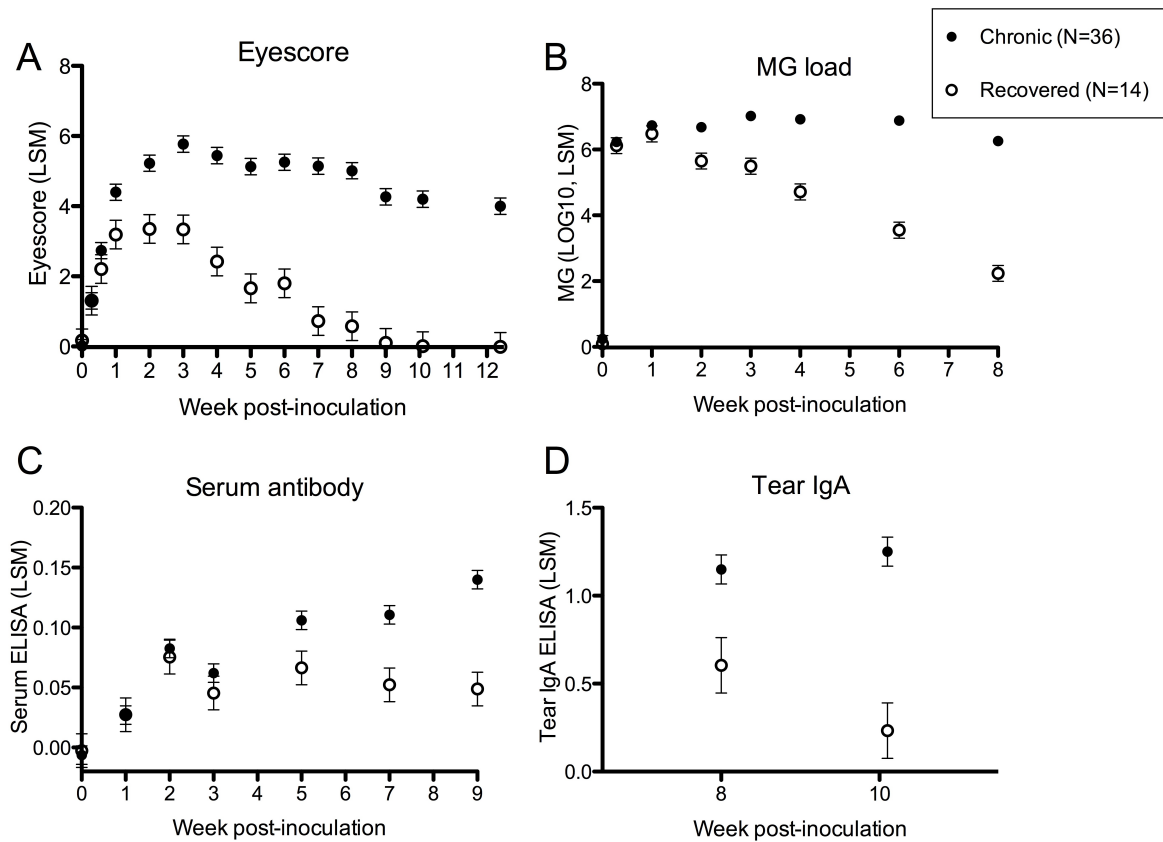 Chronic (N=36)
Recovered (N=14)
A
Eyescore
Eyescore (LSM)
8
6
4
2
0
0 1 2 3 4 5 6 7 8 9 10 11 12
Week post-inoculation
B
MG load
MG (LOG10, LSM)
8
6
4
2
0
0 1 2 3 4 5 6 7 8
Week post-inoculation
C
Serum antibody
Serum ELISA (LSM)
0.20
0.15
0.10
0.05
0.00
0 1 2 3 4 5 6 7 8 9
Week post-inoculation
D
Tear IgA
Tear IgA ELISA (LSM)
1.5
1.0
0.5
0.0
8 10
Week post-inoculation